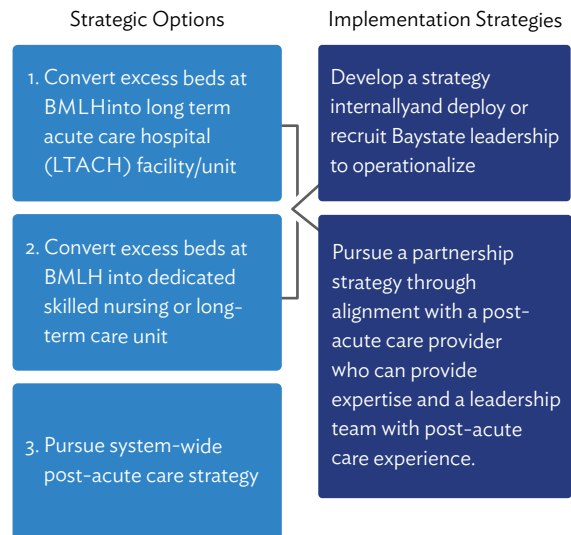 Strategic Options
1. Convert excess beds at
BMLHinto long term
acute care hospital
(LTACH) facility/unit
2. Convert excess beds at
BMLH into dedicated
skilled nursing or long-
term care unit
3. Pursue system-wide
post-acute care strategy
Implementation Strategies
Develop a strategy
internallyand deploy or
recruit Baystate leadership
to operationalize
Pursue a partnership
strategy through
alignment with a post-
acute care provider
who can provide
expertise and a leadership
team with post-acute
care experience.